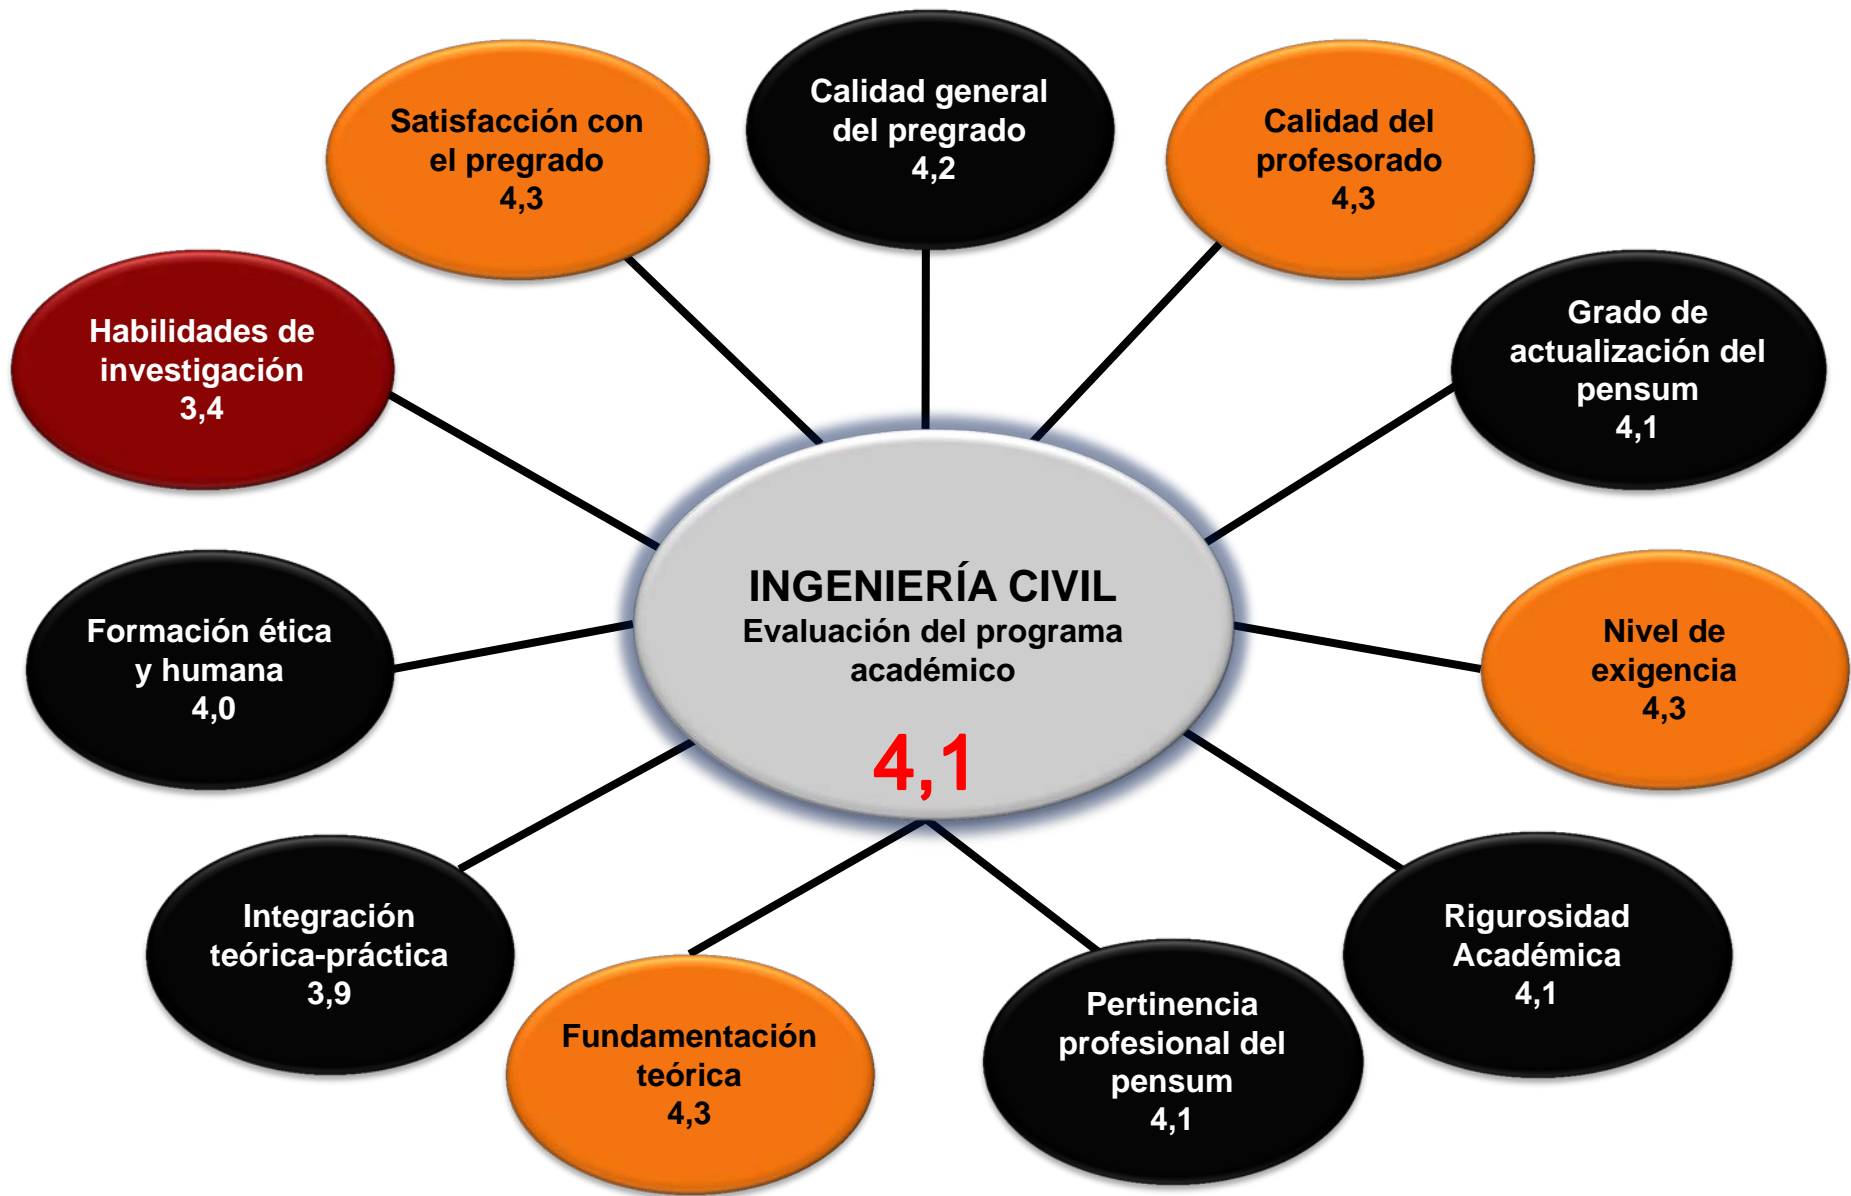 Calidad general
del pregrado
4,2
Satisfacción con
el pregrado
4,3
Calidad del
profesorado
4,3
Habilidades de
investigación
3,4
Grado de
actualización del
pensum
4,1
INGENIERÍA CIVIL
Evaluación del programa
académico
4,1
Formación ética
y humana
4,0
Nivel de
exigencia
4,3
Integración
teórica-práctica
3,9
Rigurosidad
Académica
4,1
Fundamentación
teórica
4,3
Pertinencia
profesional del
pensum
4,1